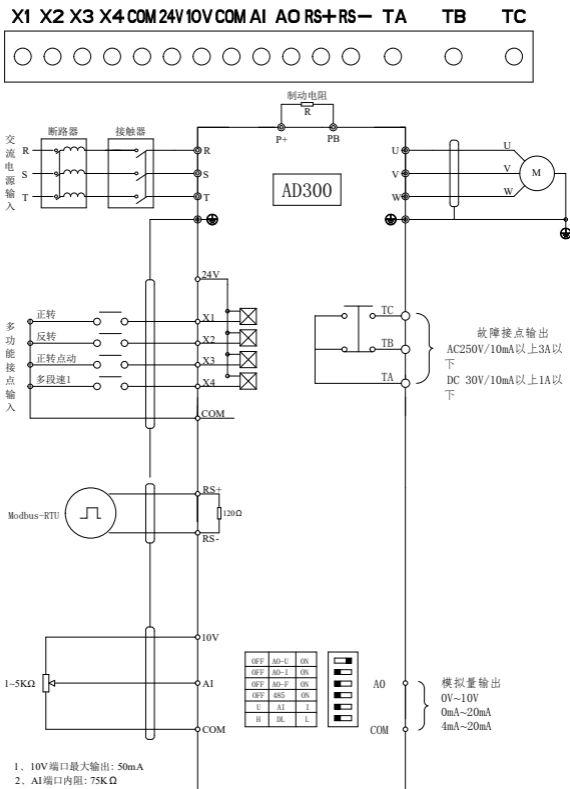 X1 X2 X3 X4 COM 24V 10V COM AI AO RS+ RS− TA TB TC
制动电阻
R
P+ PB
交流电源输入
断路器
接触器
R
S
T
R
S
T
AD300
U
V
W
U
V
W
M
24V
多功能接点输入
正转
反转
正转点动
多段速1
X1
X2
X3
X4
COM
TC
TB
TA
故障接点输出
AC250V/10mA以上3A以
下
DC 30V/10mA以上1A以
下
Modbus-RTU
RS+
120Ω
RS-
1~5KΩ
10V
AI
COM
OFF AO-U ON
OFF AO-I ON
OFF AO-F ON
OFF 485 ON
U AI I
H DL L
AO
COM
模拟量输出
0V~10V
0mA~20mA
4mA~20mA
1、10V端口最大输出: 50mA
2、AI端口内阻: 75KΩ